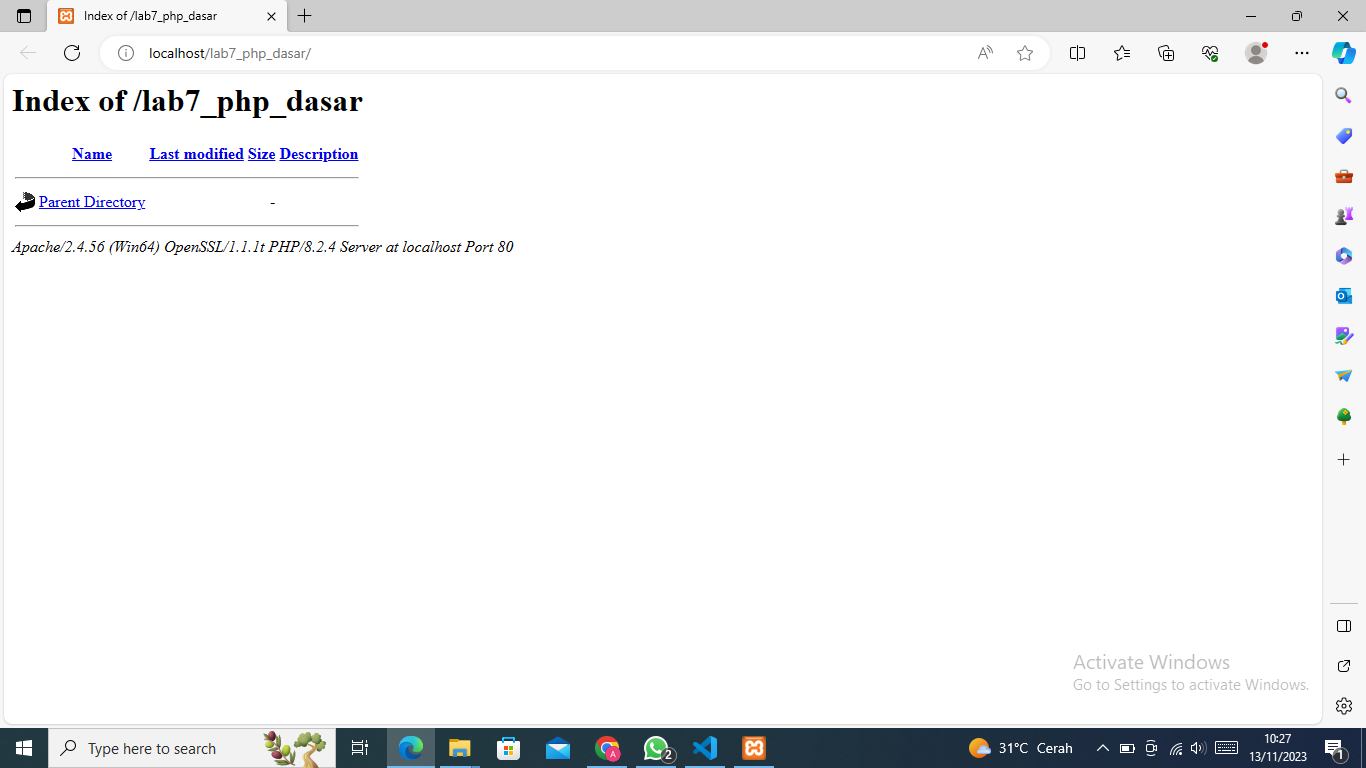 Index of /lab7_php_dasar
localhost/lab7_php_dasar/
Index of /lab7_php_dasar
Name Last modified Size Description
Parent Directory -
Apache/2.4.56 (Win64) OpenSSL/1.1.1t PHP/8.2.4 Server at localhost Port 80
Activate Windows
Go to Settings to activate Windows.
Type here to search
A
2
31°C Cerah
10:27
13/11/2023
1